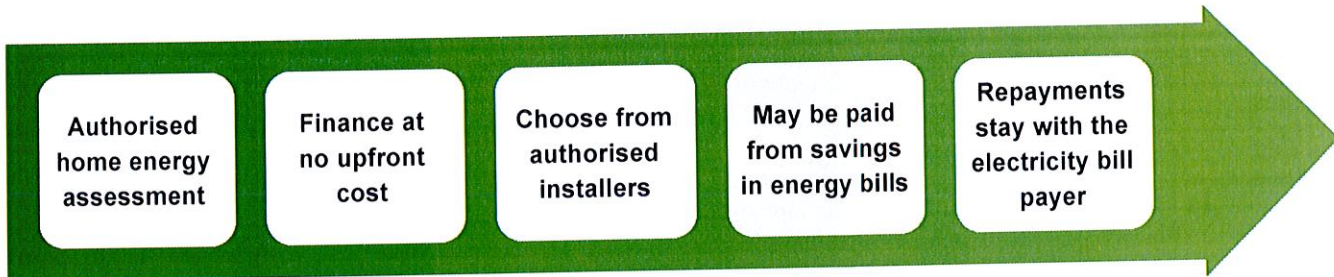 Authorised
home energy
assessment
Finance at
no upfront
cost
Choose from
authorised
installers
May be paid
from savings
in energy bills
Repayments
stay with the
electricity bill
payer